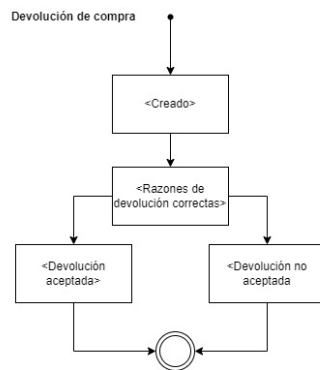 Devolución de compra
<Creado>
<Razones de
devolución correctas>
<Devolución
aceptada>
<Devolución no
aceptada